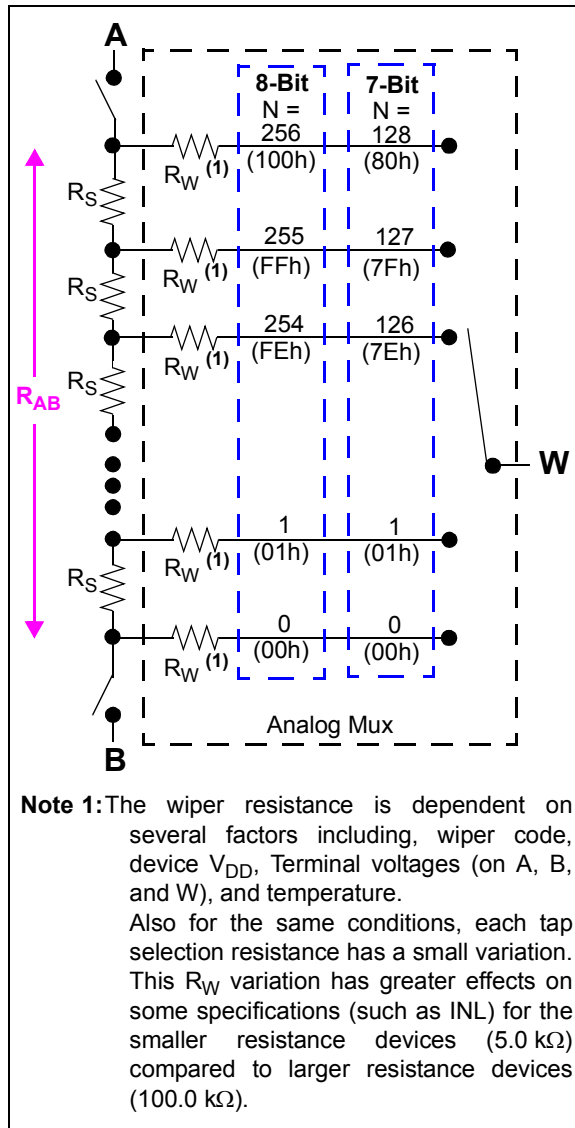 A
8-Bit 7-Bit
N = N =
256 128
(100h) (80h)
RW (1)
RS
255 127
(FFh) (7Fh)
RW (1)
RS
254 126
(FEh) (7Eh)
RW (1)
RS
RAB
W
1 1
(01h) (01h)
RW (1)
RS
0 0
(00h) (00h)
RW (1)
Analog Mux
B
Note 1: The wiper resistance is dependent on
several factors including, wiper code,
device VDD, Terminal voltages (on A, B,
and W), and temperature.
Also for the same conditions, each tap
selection resistance has a small variation.
This RW variation has greater effects on
some specifications (such as INL) for the
smaller resistance devices (5.0 kΩ)
compared to larger resistance devices
(100.0 kΩ).